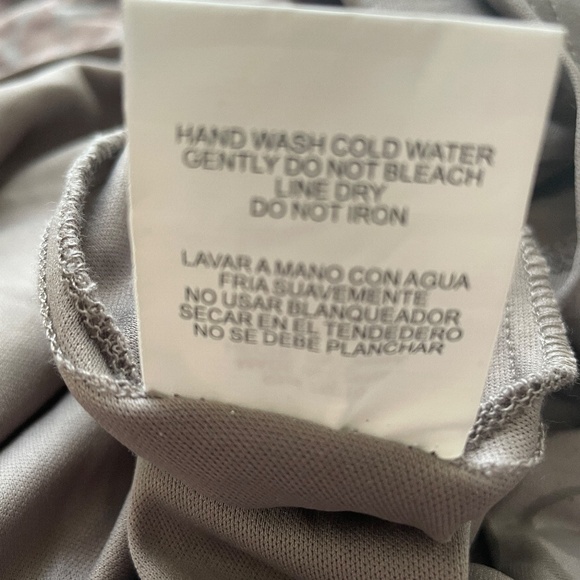 HAND WASH COLD WATER
GENTLY DO NOT BLEACH
LINE DRY
DO NOT IRON
LAVAR A MANO CON AGUA
FRIA SUAVEMENTE
NO USAR BLANQUEADOR
SECAR EN EL TENDEDERO
NO SE DEBE PLANCHAR